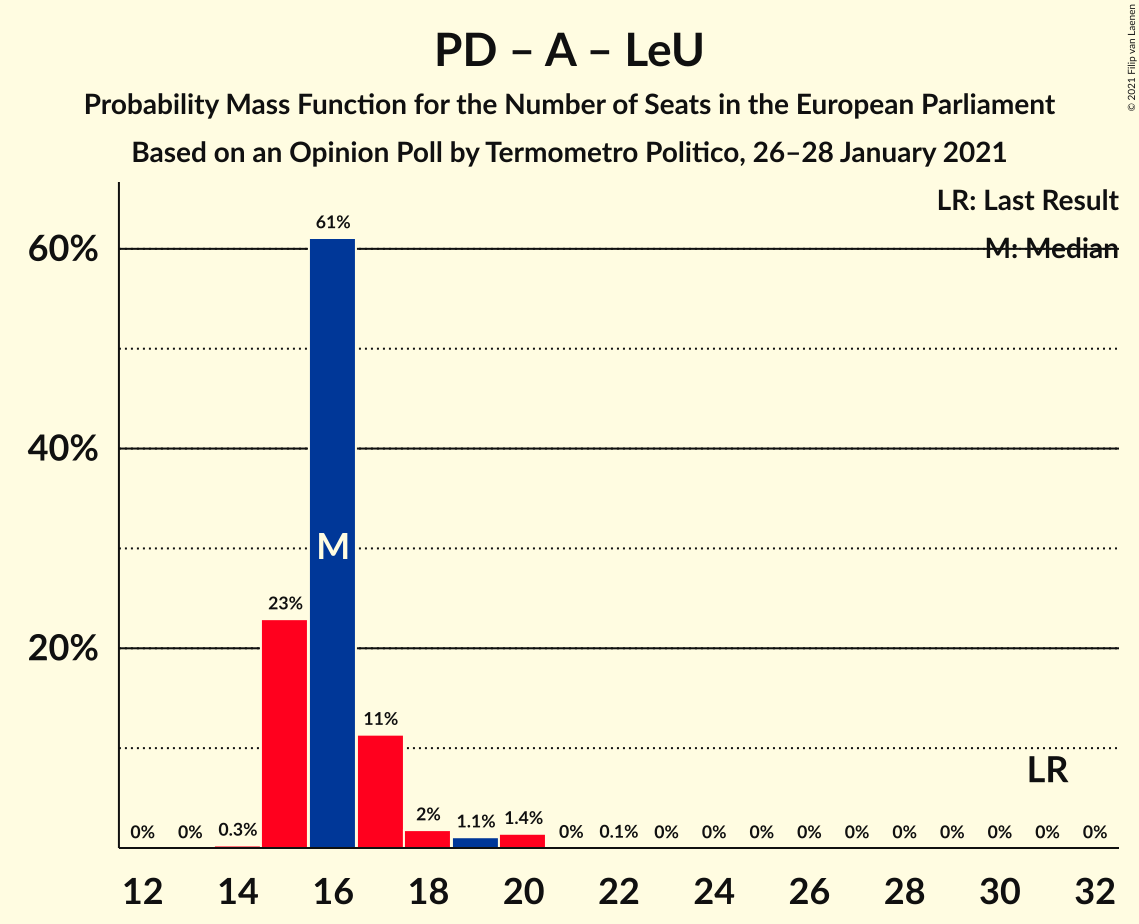 © 2021 Filip van Laenen
PD – A – LeU
Probability Mass Function for the Number of Seats in the European Parliament
Based on an Opinion Poll by Termometro Politico, 26–28 January 2021
LR: Last Result
M: Median
60%
40%
20%
0% 0% 0.3% 23% 61% 11% 2% 1.1% 1.4% 0% 0.1% 0% 0% 0% 0% 0% 0% 0% 0% 0% 0%
M
LR
12 14 16 18 20 22 24 26 28 30 32